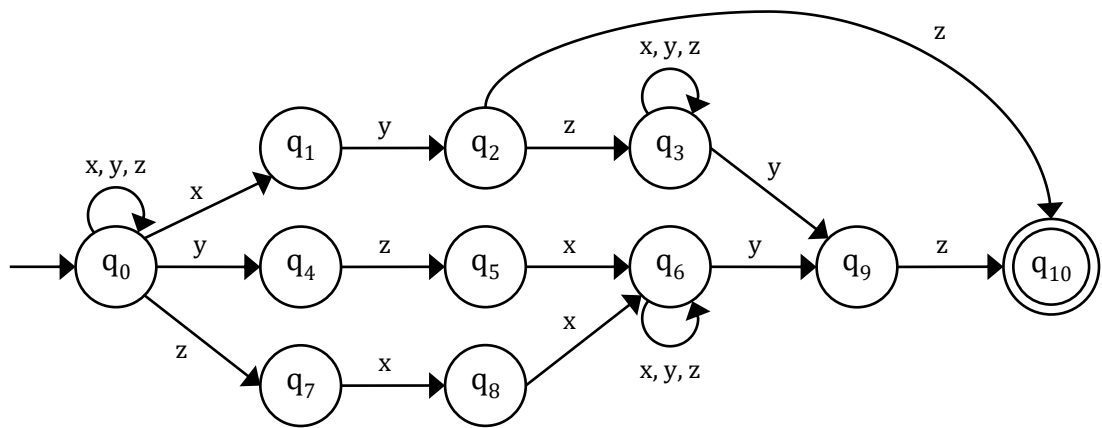 z
x, y, z
q₁
y
q₂
z
q₃
x, y, z
x
y
q₀
y
q₄
z
q₅
x
q₆
y
q₉
z
q₁₀
z
x
x, y, z
q₇
x
q₈